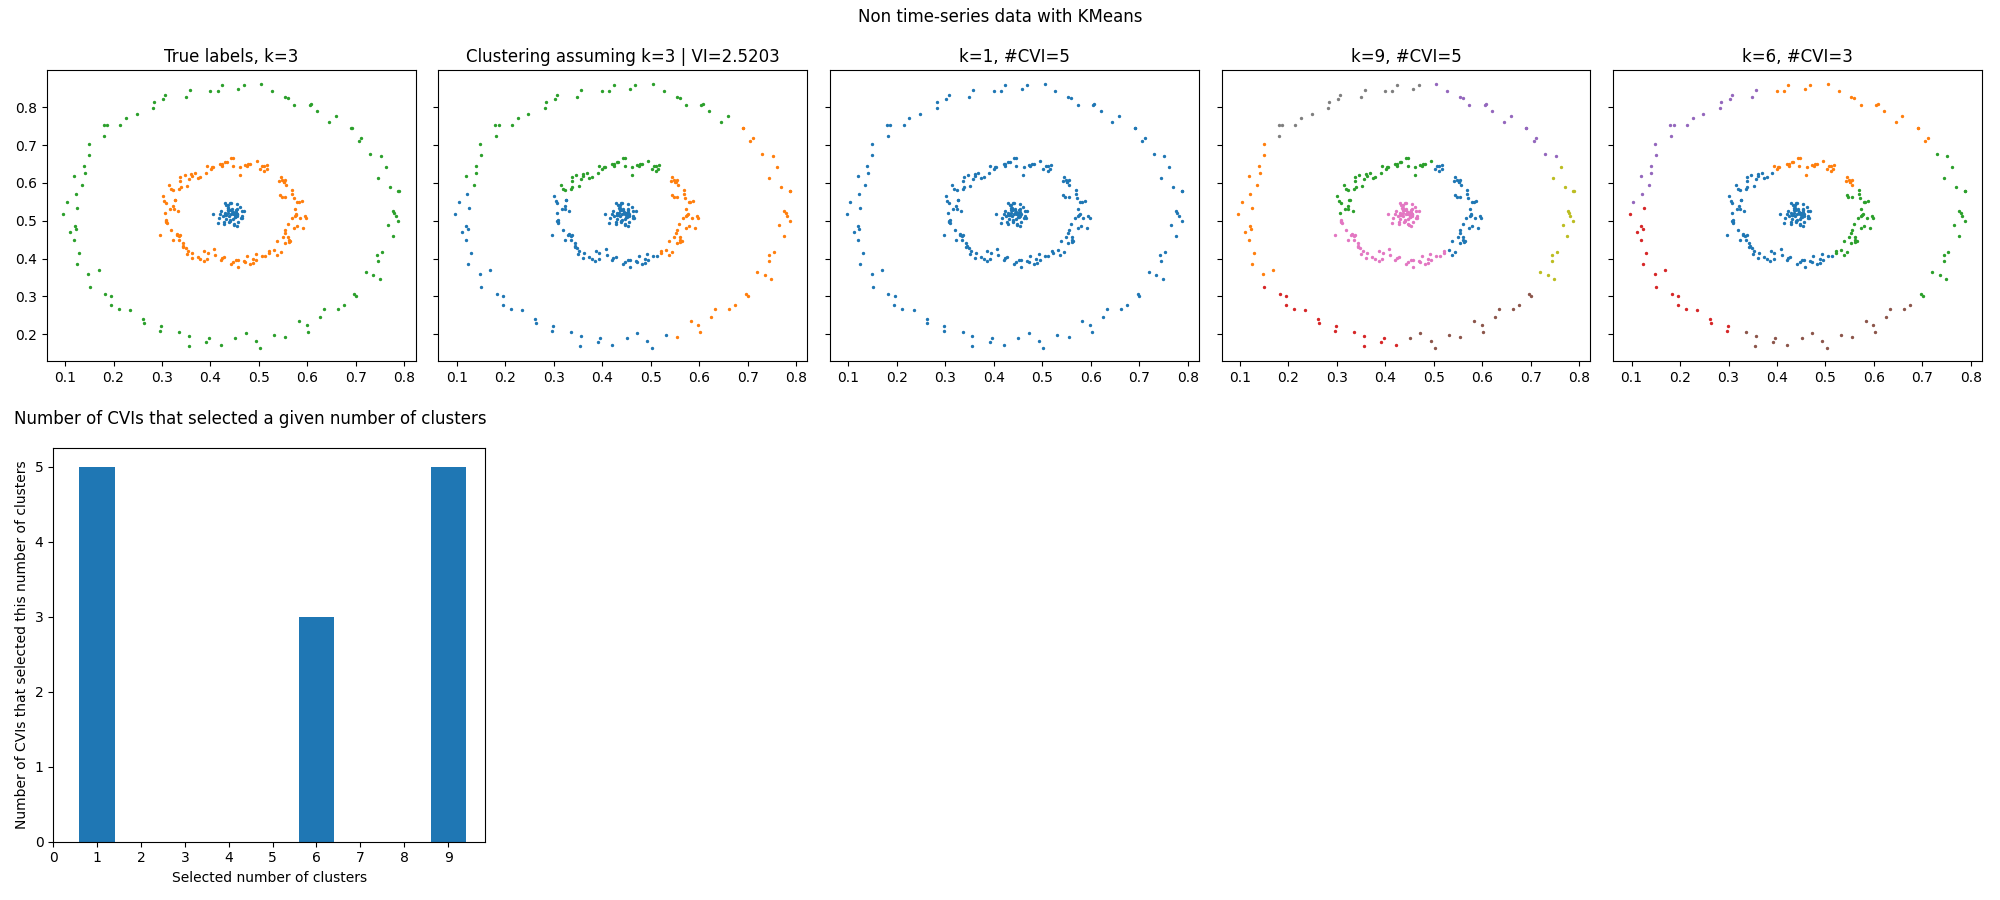 Non time-series data with KMeans
True labels, k=3
Clustering assuming k=3 | VI=2.5203
k=1, #CVI=5
k=9, #CVI=5
k=6, #CVI=3
0.8
0.7
0.6
0.5
0.4
0.3
0.2
0.1 0.2 0.3 0.4 0.5 0.6 0.7 0.8
0.1 0.2 0.3 0.4 0.5 0.6 0.7 0.8
0.1 0.2 0.3 0.4 0.5 0.6 0.7 0.8
0.1 0.2 0.3 0.4 0.5 0.6 0.7 0.8
0.1 0.2 0.3 0.4 0.5 0.6 0.7 0.8
Number of CVIs that selected a given number of clusters
Number of CVIs that selected this number of clusters
5
4
3
2
1
0
0 1 2 3 4 5 6 7 8 9
Selected number of clusters